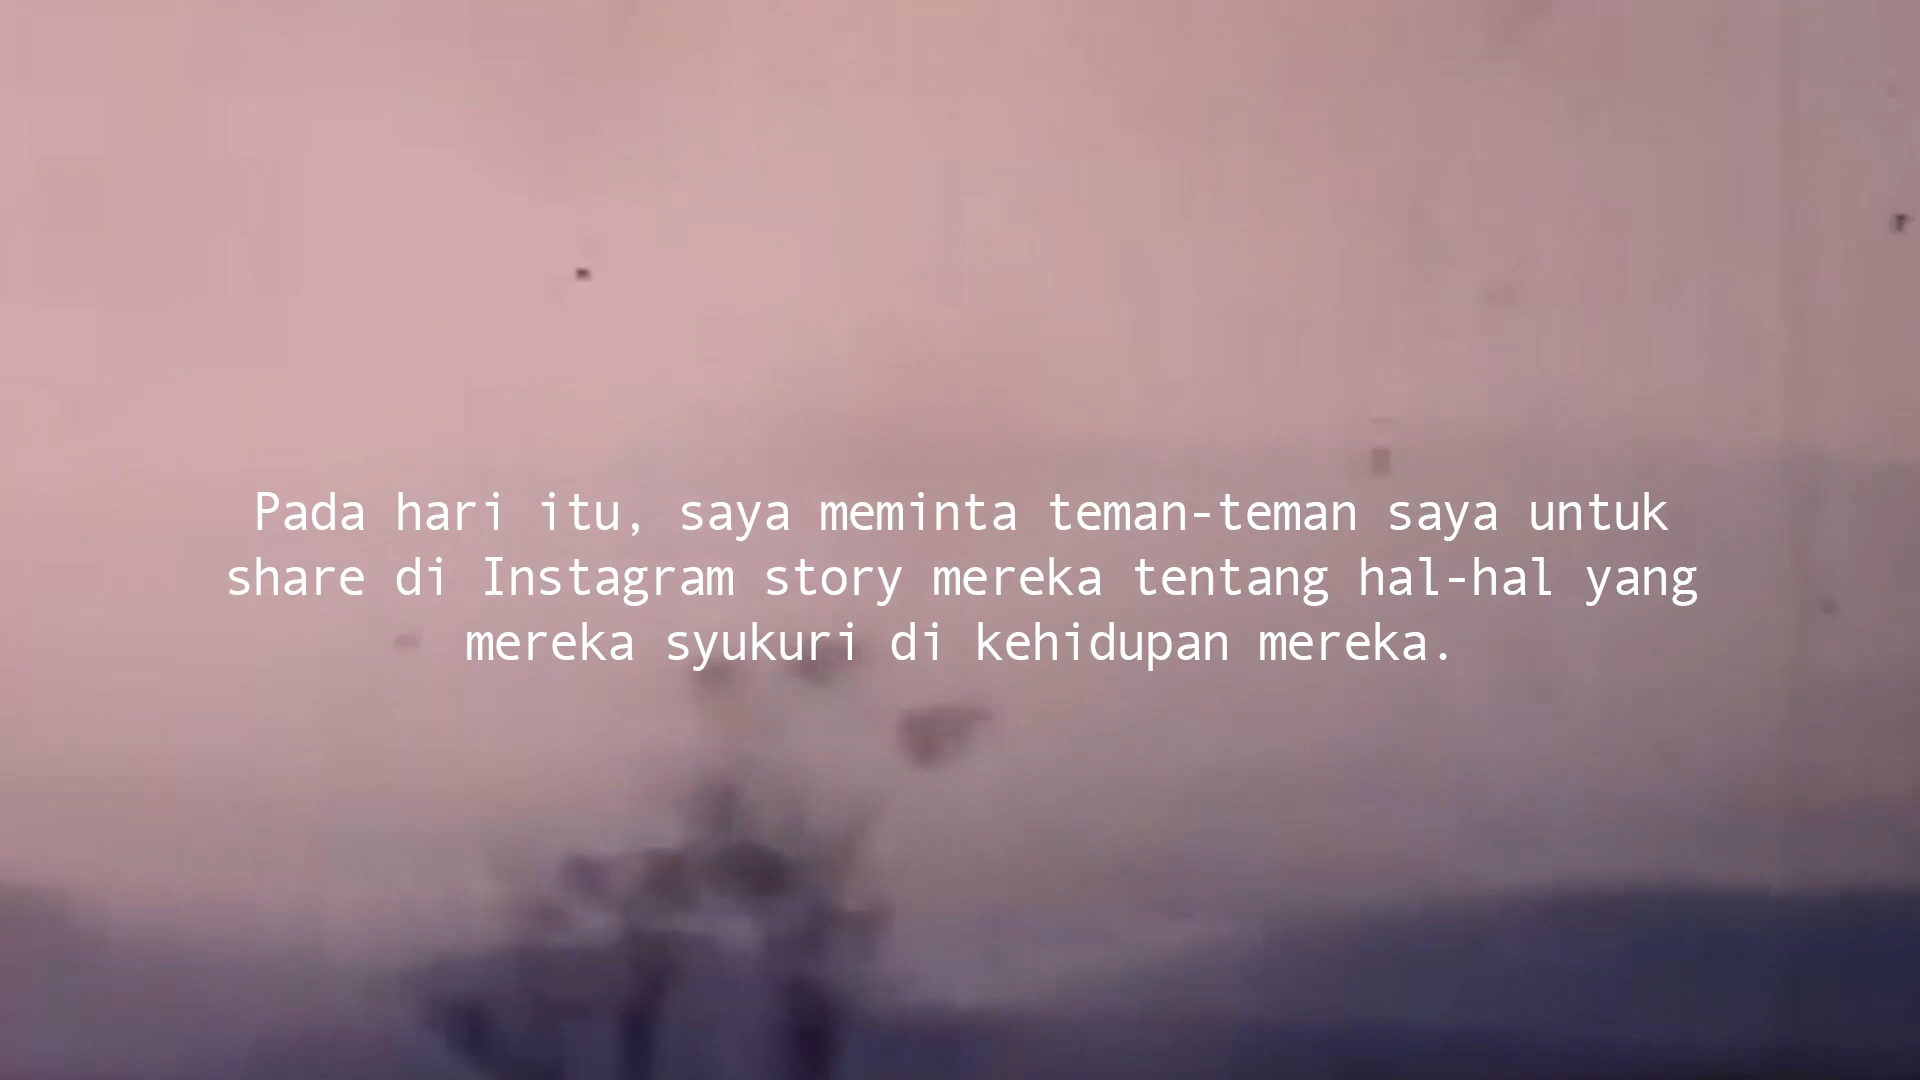 Pada hari itu, saya meminta teman-teman saya untuk
share di Instagram story mereka tentang hal-hal yang
mereka syukuri di kehidupan mereka.